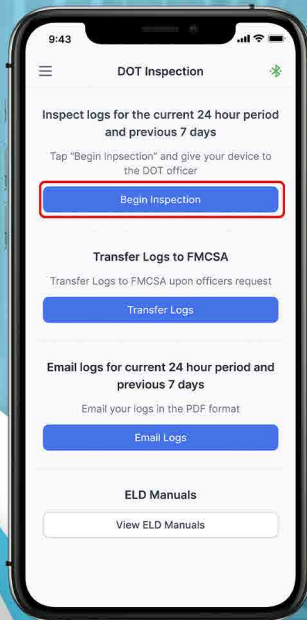 9:43
DOT Inspection
Inspect logs for the current 24 hour period
and previous 7 days
Tap "Begin Inpsection" and give your device to
the DOT officer
Begin Inspection
Transfer Logs to FMCSA
Transfer Logs to FMCSA upon officers request
Transfer Logs
Email logs for current 24 hour period and
previous 7 days
Email your logs in the PDF format
Email Logs
ELD Manuals
View ELD Manuals